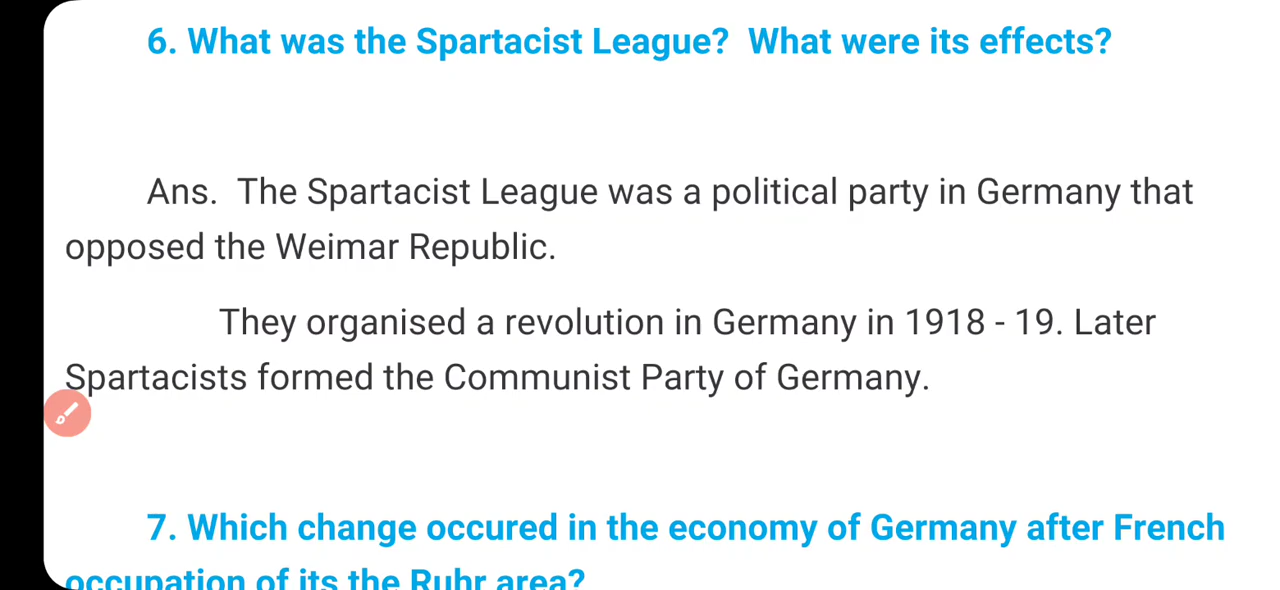 6. What was the Spartacist League?  What were its effects?
Ans.  The Spartacist League was a political party in Germany that
opposed the Weimar Republic.
They organised a revolution in Germany in 1918 - 19. Later
Spartacists formed the Communist Party of Germany.
7. Which change occured in the economy of Germany after French
occupation of its the Ruhr area?